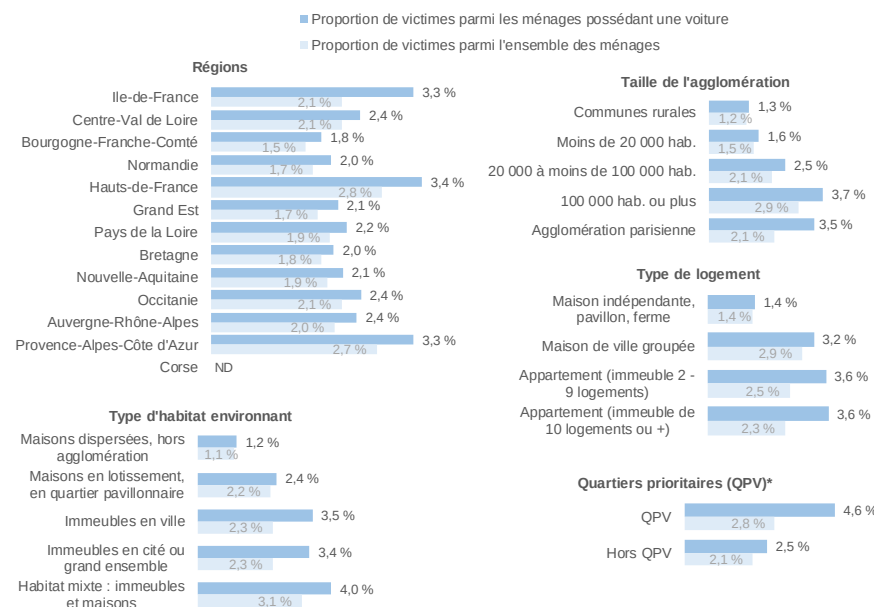 Proportion de victimes parmi les ménages possédant une voiture
Proportion de victimes parmi l'ensemble des ménages
Régions
Ile-de-France 3,3 %
2,1 %
Centre-Val de Loire 2,4 %
2,1 %
Bourgogne-Franche-Comté 1,8 %
1,5 %
Normandie 2,0 %
1,7 %
Hauts-de-France 3,4 %
2,8 %
Grand Est 2,1 %
1,7 %
Pays de la Loire 2,2 %
1,9 %
Bretagne 2,0 %
1,8 %
Nouvelle-Aquitaine 2,1 %
1,9 %
Occitanie 2,4 %
2,1 %
Auvergne-Rhône-Alpes 2,4 %
2,0 %
Provence-Alpes-Côte d'Azur 3,3 %
2,7 %
Corse ND
Type d'habitat environnant
Maisons dispersées, hors
agglomération
1,2 %
1,1 %
Maisons en lotissement,
en quartier pavillonnaire
2,4 %
2,2 %
Immeubles en ville 3,5 %
2,3 %
Immeubles en cité ou
grand ensemble
3,4 %
2,3 %
Habitat mixte : immeubles
et maisons
4,0 %
3,1 %
Taille de l'agglomération
Communes rurales 1,3 %
1,2 %
Moins de 20 000 hab. 1,6 %
1,5 %
20 000 à moins de 100 000 hab. 2,5 %
2,1 %
100 000 hab. ou plus 3,7 %
2,9 %
Agglomération parisienne 3,5 %
2,1 %
Type de logement
Maison indépendante,
pavillon, ferme
1,4 %
1,4 %
Maison de ville groupée 3,2 %
2,9 %
Appartement (immeuble 2 -
9 logements)
3,6 %
2,5 %
Appartement (immeuble de
10 logements ou +)
3,6 %
2,3 %
Quartiers prioritaires (QPV)*
QPV 4,6 %
2,8 %
Hors QPV 2,5 %
2,1 %